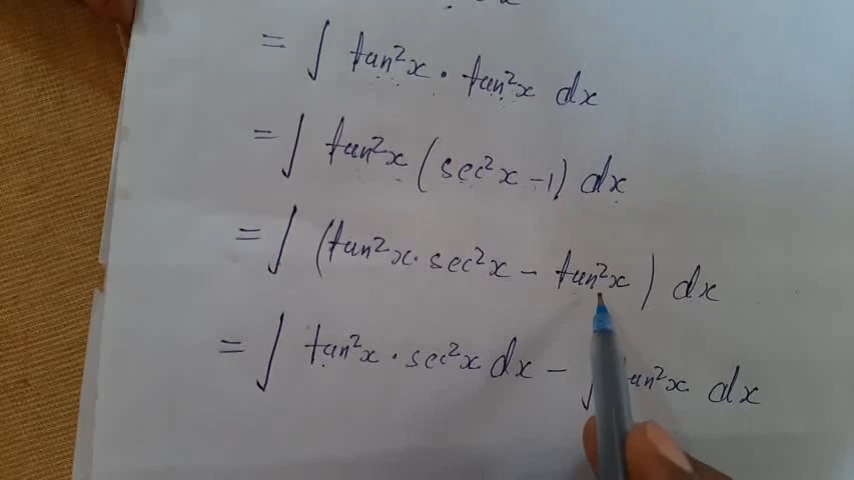 = ∫ tan²x · tan²x dx
= ∫ tan²x (sec²x -1) dx
= ∫ (tan²x · sec²x - tan²x) dx
= ∫ tan²x · sec²x dx - ∫ tan²x dx